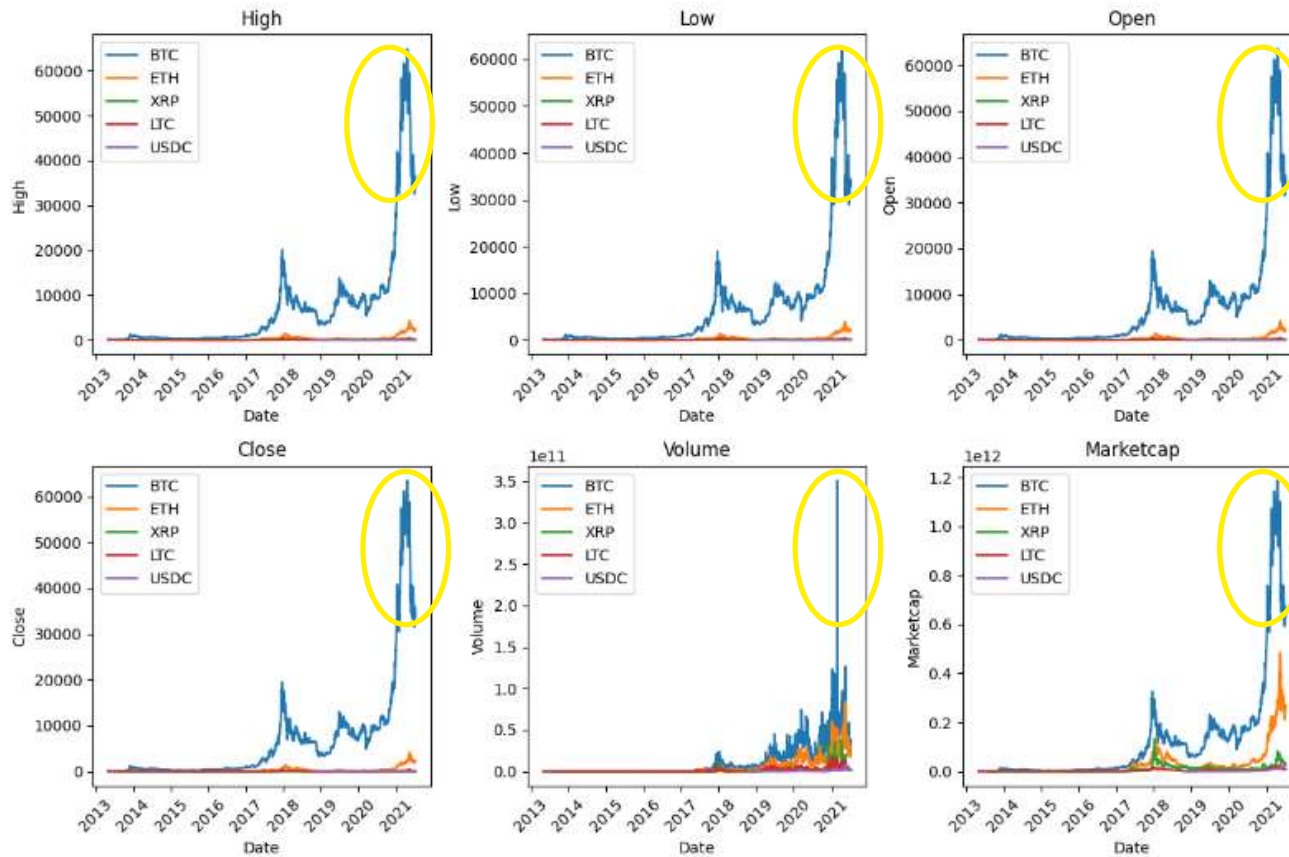 High
High
60000
50000
40000
30000
20000
10000
0
BTC
ETH
XRP
LTC
USDC
2013
2014
2015
2016
2017
2018
2019
2020
2021
Date
Low
Low
60000
50000
40000
30000
20000
10000
0
BTC
ETH
XRP
LTC
USDC
2013
2014
2015
2016
2017
2018
2019
2020
2021
Date
Open
Open
60000
50000
40000
30000
20000
10000
0
BTC
ETH
XRP
LTC
USDC
2013
2014
2015
2016
2017
2018
2019
2020
2021
Date
Close
Close
60000
50000
40000
30000
20000
10000
0
BTC
ETH
XRP
LTC
USDC
2013
2014
2015
2016
2017
2018
2019
2020
2021
Date
Volume
1e11
Volume
3.5
3.0
2.5
2.0
1.5
1.0
0.5
0.0
BTC
ETH
XRP
LTC
USDC
2013
2014
2015
2016
2017
2018
2019
2020
2021
Date
Marketcap
1e12
Marketcap
1.2
1.0
0.8
0.6
0.4
0.2
0.0
BTC
ETH
XRP
LTC
USDC
2013
2014
2015
2016
2017
2018
2019
2020
2021
Date